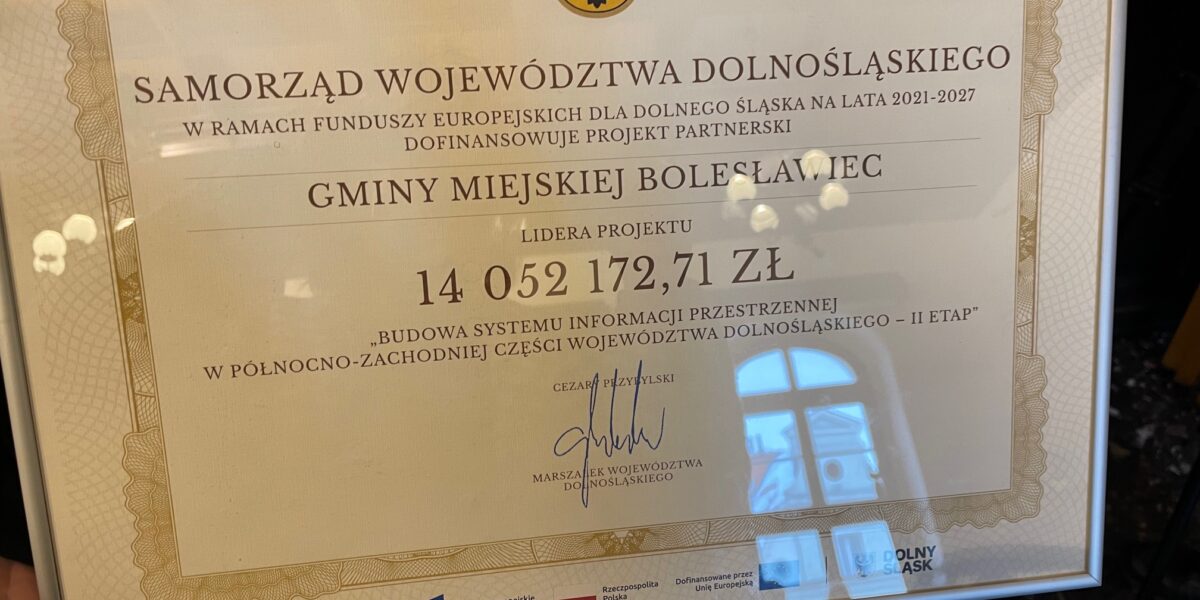 SAMORZĄD WOJEWÓDZTWA DOLNOŚLĄSKIEGO
W RAMACH FUNDUSZY EUROPEJSKICH DLA DOLNEGO ŚLĄSKA NA LATA 2021-2027
DOFINANSOWUJE PROJEKT PARTNERSKI
GMINY MIEJSKIEJ BOLESŁAWIEC
LIDERA PROJEKTU
14 052 172,71 ZŁ
„BUDOWA SYSTEMU INFORMACJI PRZESTRZENNEJ
W PÓŁNOCNO-ZACHODNIEJ CZĘŚCI WOJEWÓDZTWA DOLNOŚLĄSKIEGO – II ETAP”
CEZARY PRZYBYLSKI
MARSZAŁEK WOJEWÓDZTWA
DOLNOŚLĄSKIEGO
Rzeczpospolita
Polska
Dofinansowane przez
Unię Europejską
DOLNY
ŚLĄSK